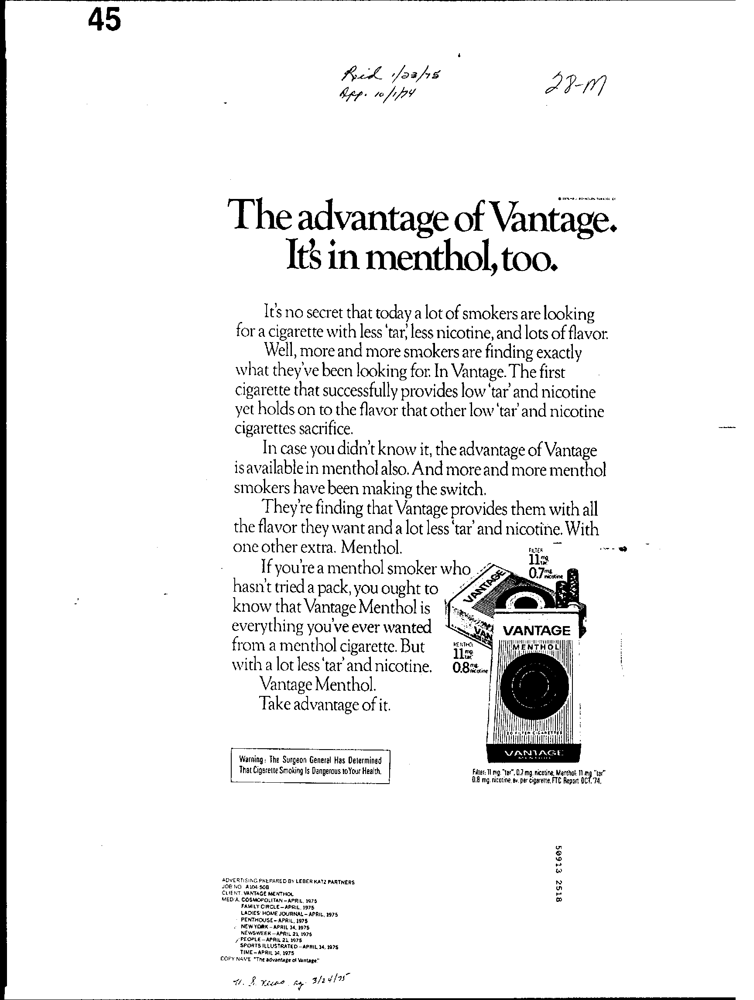 45
Rcid 1/23/75
App. 10/1/74
28-M
The advantage of Vantage.
It's in menthol, too.
It's no secret that today a lot of smokers are looking
for a cigarette with less 'tar,' less nicotine, and lots of flavor.
Well, more and more smokers are finding exactly
what they've been looking for. In Vantage. The first
cigarette that successfully provides low 'tar' and nicotine
yet holds on to the flavor that other low 'tar' and nicotine
cigarettes sacrifice.
In case you didn't know it, the advantage of Vantage
is available in menthol also. And more and more menthol
smokers have been making the switch.
They're finding that Vantage provides them with all
the flavor they want and a lot less 'tar' and nicotine. With
one other extra. Menthol.
If you're a menthol smoker who
hasn't tried a pack, you ought to
know that Vantage Menthol is
everything you've ever wanted
from a menthol cigarette. But
with a lot less 'tar' and nicotine.
Vantage Menthol.
Take advantage of it.
FILTER
11 mg "tar"
0.7 mg nicotine
VANTAGE
VAN
MENTHOL
11 mg "tar"
0.8 mg nicotine
VANTAGE
MENTHOL
20 FILTER CIGARETTES
VANTAGE
MENTHOL
Warning: The Surgeon General Has Determined
That Cigarette Smoking Is Dangerous to Your Health.
Filter: 11 mg. "tar", 0.7 mg. nicotine, Menthol: 11 mg. "tar"
0.8 mg. nicotine, av. per cigarette, FTC Report OCT. '74.
50913 2518
ADVERTISING PREPARED BY LEBER KATZ PARTNERS
JOB NO. A104-508
CLIENT: VANTAGE MENTHOL
MEDIA: COSMOPOLITAN – APRIL, 1975
FAMILY CIRCLE – APRIL, 1975
LADIES' HOME JOURNAL – APRIL, 1975
PENTHOUSE – APRIL, 1975
NEW YORK – APRIL 14, 1975
NEWSWEEK – APRIL 21, 1975
PEOPLE – APRIL 21, 1975
SPORTS ILLUSTRATED – APRIL 14, 1975
TIME – APRIL 14, 1975
COPY NAME: "The advantage of Vantage"
3/24/75